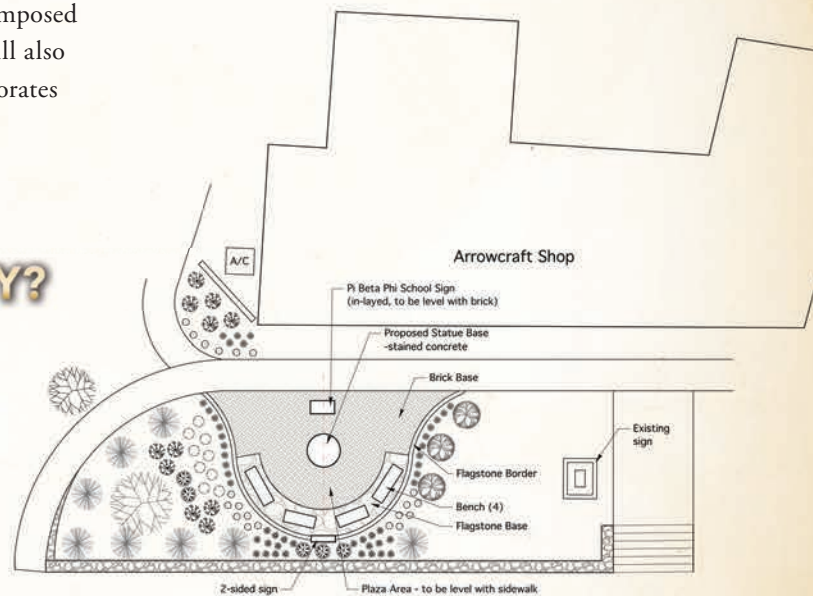 mposed
ll also
orates
Y?
A/C
Arrowcraft Shop
Pi Beta Phi School Sign
(in-layed, to be level with brick)
Proposed Statue Base
-stained concrete
Brick Base
Existing
sign
Flagstone Border
Bench (4)
Flagstone Base
2-sided sign
Plaza Area - to be level with sidewalk